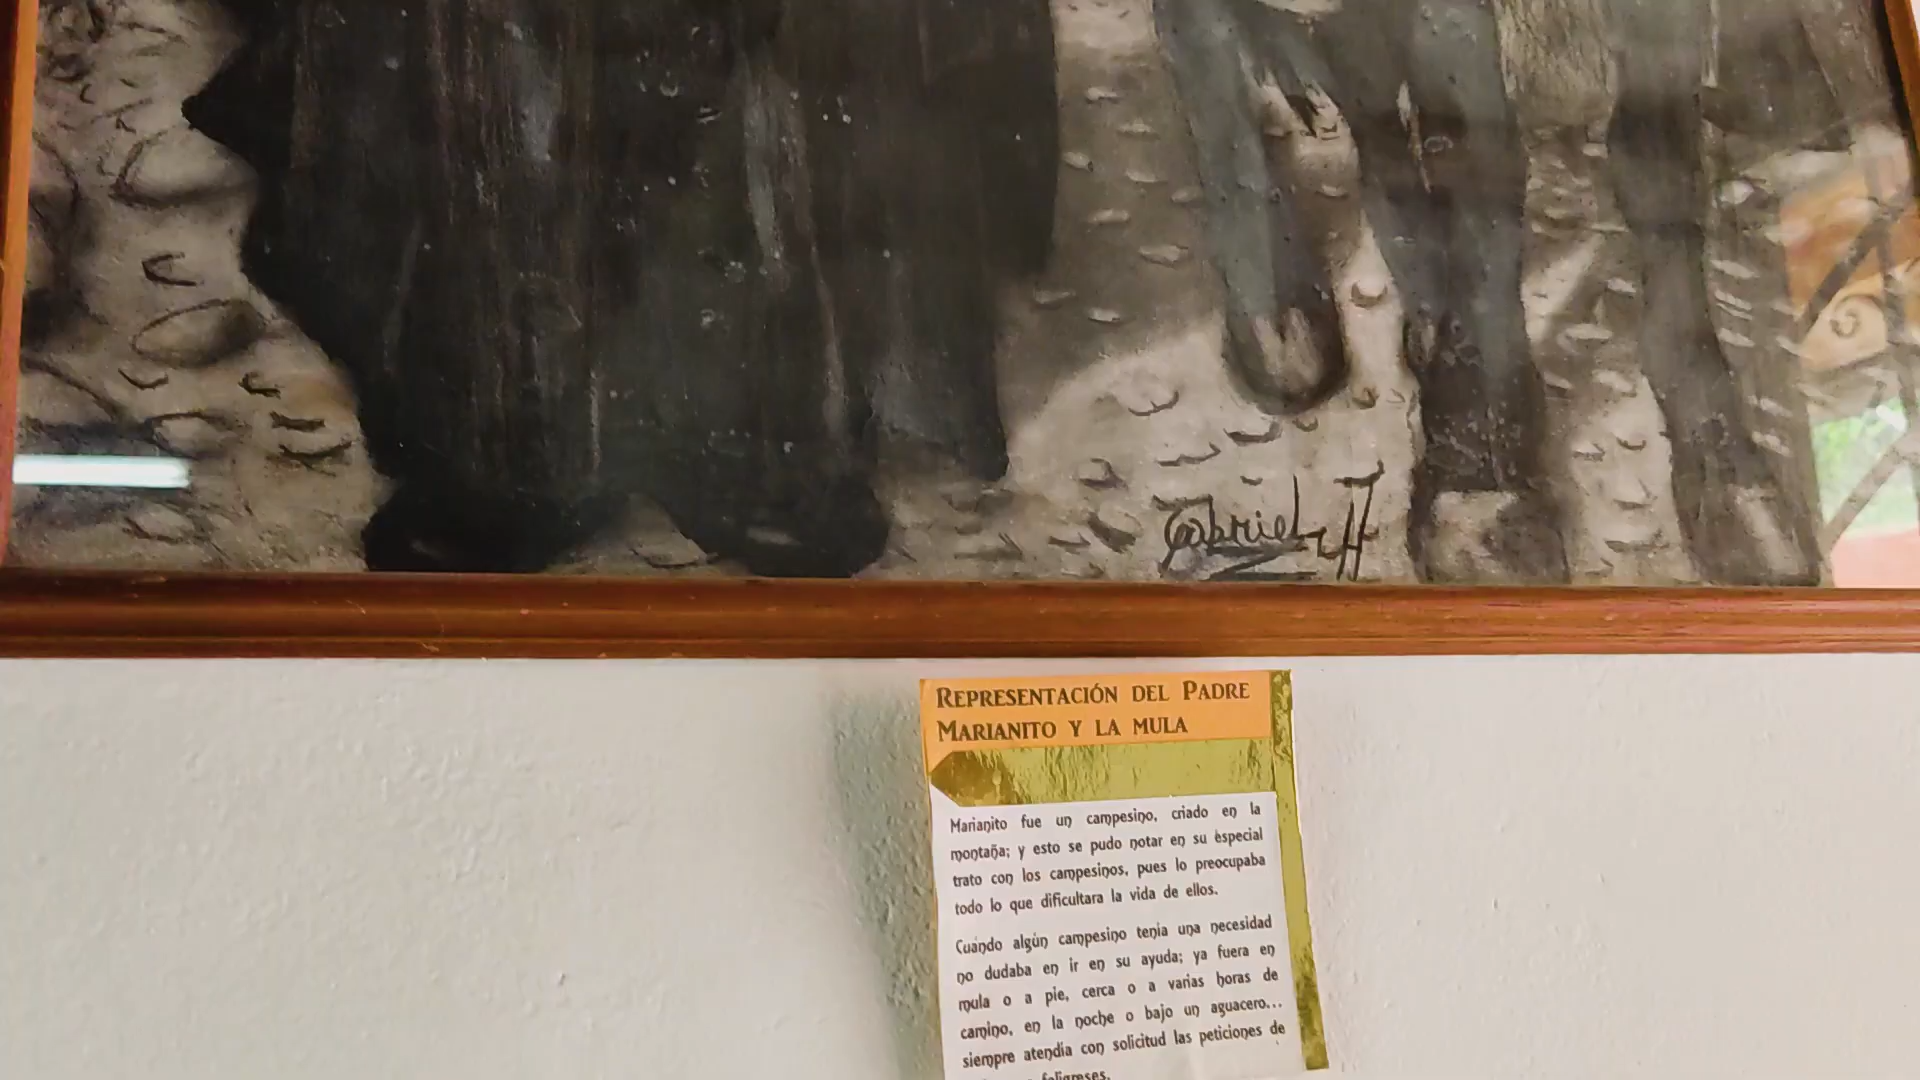 Gabriel
REPRESENTACIÓN DEL PADRE
MARIANITO Y LA MULA
Marianito fue un campesino, criado en la
montaña; y esto se pudo notar en su especial
trato con los campesinos, pues lo preocupaba
todo lo que dificultara la vida de ellos.
Cuándo algún campesino tenía una necesidad
no dudaba en ir en su ayuda; ya fuera en
mula o a pie, cerca o a varias horas de
camino, en la noche o bajo un aguacero...
siempre atendía con solicitud las peticiones de
feligreses.